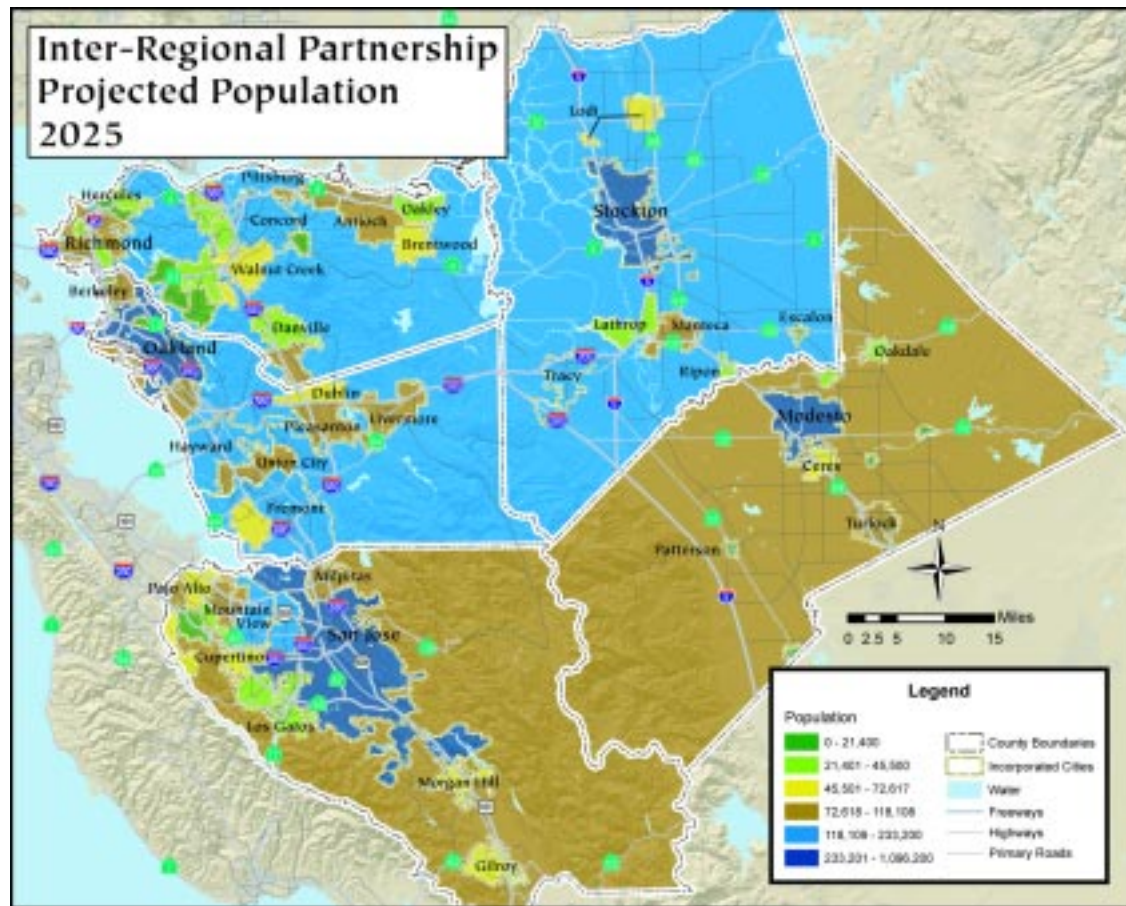 Inter-Regional Partnership
Projected Population
2025
Lodi
Pittsburg
Hercules
Concord
Antioch
Oakley
Richmond
Stockton
Brentwood
Walnut Creek
Berkeley
Danville
Lathrop
Manteca
Escalon
Oakland
Oakdale
Ripon
Tracy
Dublin
Livermore
Pleasanton
Modesto
Hayward
Union City
Ceres
Fremont
Turlock
N
Patterson
Milpitas
Palo Alto
Mountain
View
San Jose
Miles
0 2.5 5 10 15
Cupertino
Los Gatos
Morgan Hill
Gilroy
Legend
Population
0 - 21,400
21,401 - 45,500
45,501 - 72,617
72,618 - 118,108
118,109 - 233,200
233,201 - 1,096,200
County Boundaries
Incorporated Cities
Water
Freeways
Highways
Primary Roads